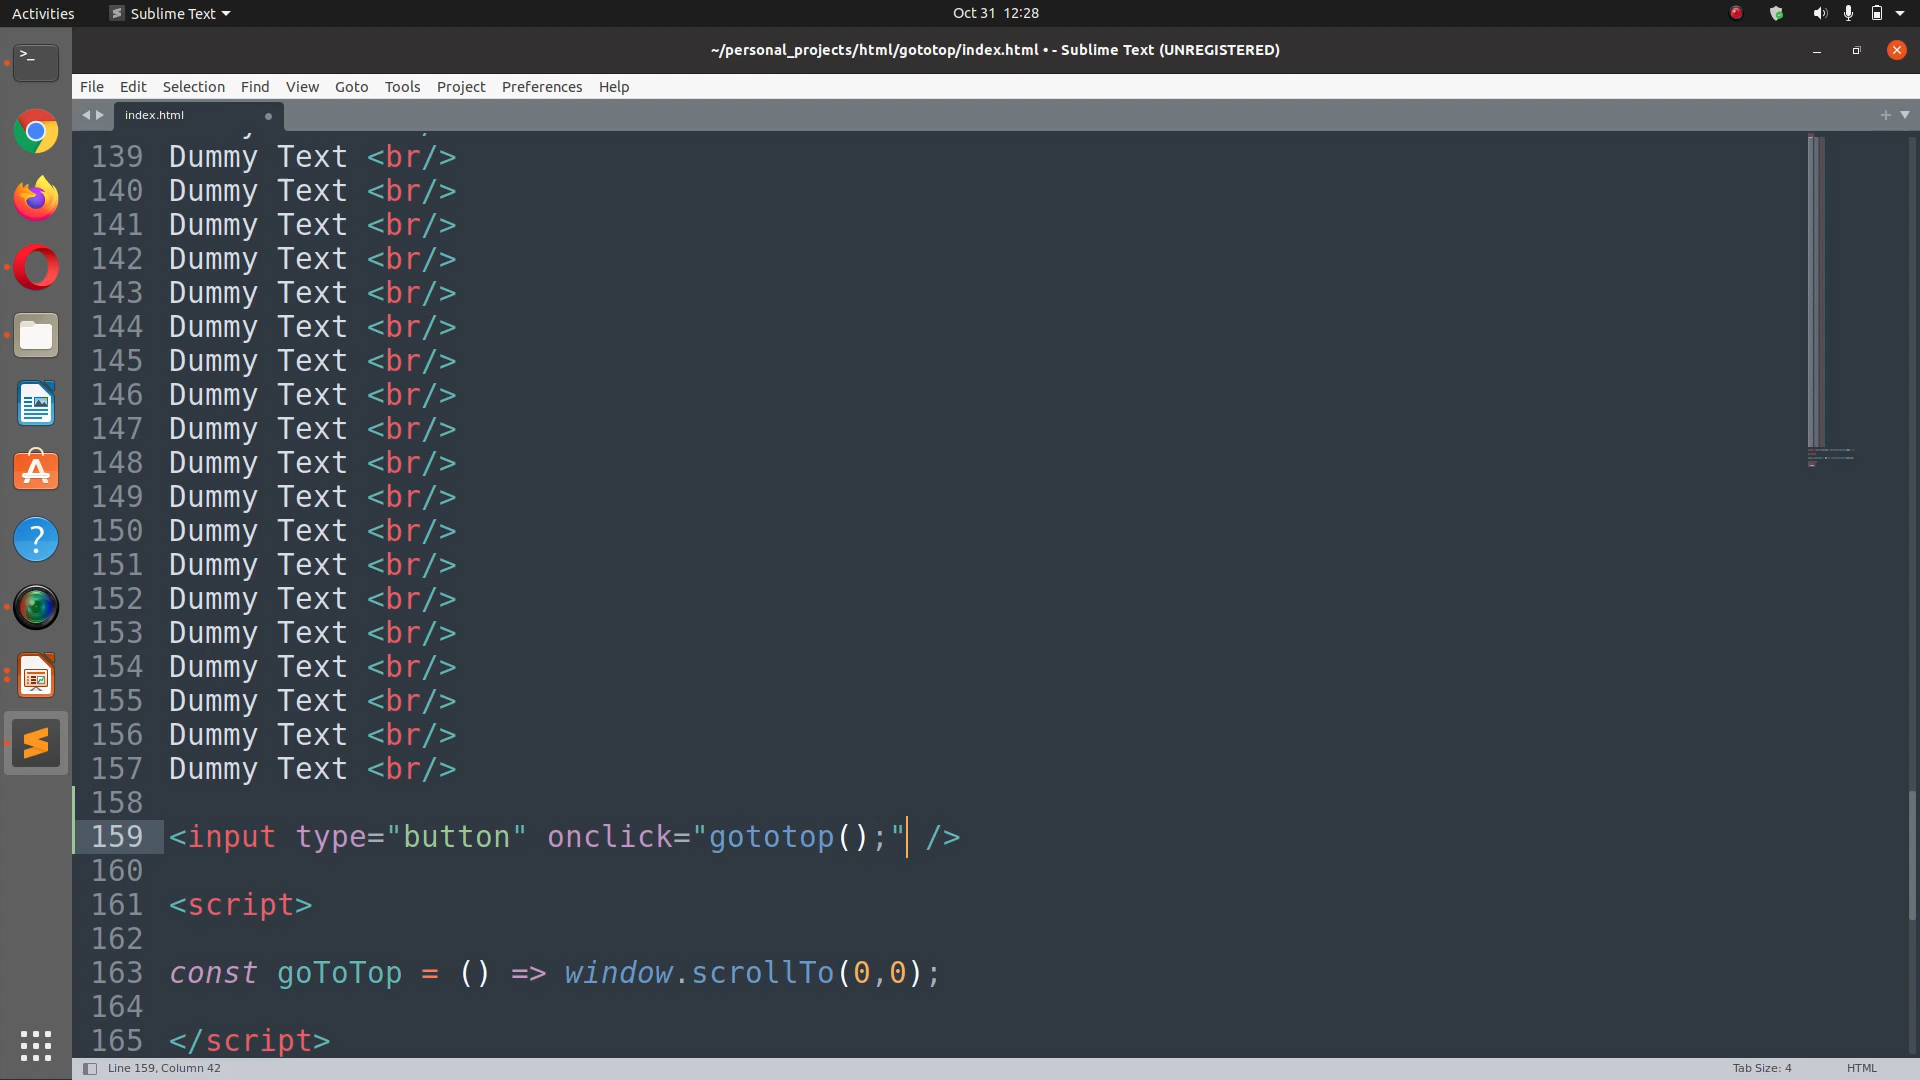 Activities
Sublime Text
Oct 31 12:28
~/personal_projects/html/gototop/index.html • - Sublime Text (UNREGISTERED)
File Edit Selection Find View Goto Tools Project Preferences Help
index.html
139 Dummy Text <br/>
140 Dummy Text <br/>
141 Dummy Text <br/>
142 Dummy Text <br/>
143 Dummy Text <br/>
144 Dummy Text <br/>
145 Dummy Text <br/>
146 Dummy Text <br/>
147 Dummy Text <br/>
148 Dummy Text <br/>
149 Dummy Text <br/>
150 Dummy Text <br/>
151 Dummy Text <br/>
152 Dummy Text <br/>
153 Dummy Text <br/>
154 Dummy Text <br/>
155 Dummy Text <br/>
156 Dummy Text <br/>
157 Dummy Text <br/>
158
159 <input type="button" onclick="gototop();" />
160
161 <script>
162
163 const goToTop = () => window.scrollTo(0,0);
164
165 </script>
Line 159, Column 42
Tab Size: 4
HTML